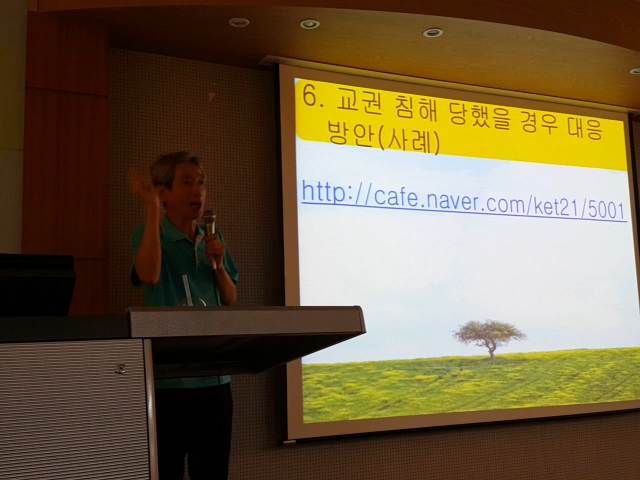 6. 교권 침해 당했을 경우 대응
방안(사례)
http://cafe.naver.com/ket21/5001